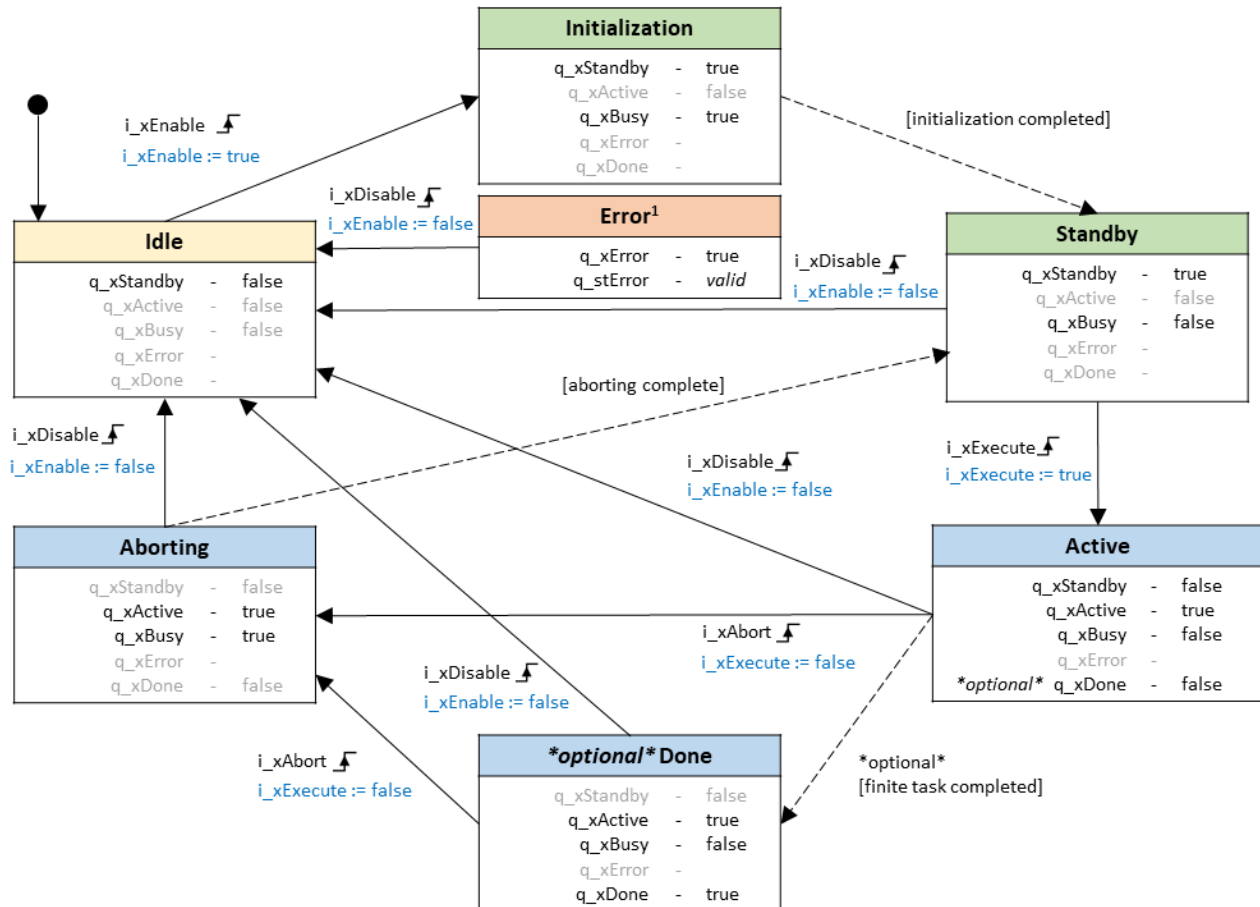 Initialization
q_xStandby - true
q_xActive - false
q_xBusy - true
q_xError -
q_xDone -
i_xEnable
i_xEnable := true
[initialization completed]
i_xDisable
i_xEnable := false
Error¹
q_xError - true
q_stError - valid
Idle
q_xStandby - false
q_xActive - false
q_xBusy - false
q_xError -
q_xDone -
Standby
q_xStandby - true
q_xActive - false
q_xBusy - false
q_xError -
q_xDone -
i_xDisable
i_xEnable := false
[aborting complete]
i_xDisable
i_xEnable := false
i_xDisable
i_xEnable := false
i_xExecute
i_xExecute := true
Aborting
q_xStandby - false
q_xActive - true
q_xBusy - true
q_xError -
q_xDone - false
Active
q_xStandby - false
q_xActive - true
q_xBusy - false
q_xError -
*optional* q_xDone - false
i_xAbort
i_xExecute := false
i_xDisable
i_xEnable := false
i_xAbort
i_xExecute := false
*optional* Done
q_xStandby - false
q_xActive - true
q_xBusy - false
q_xError -
q_xDone - true
*optional*
[finite task completed]